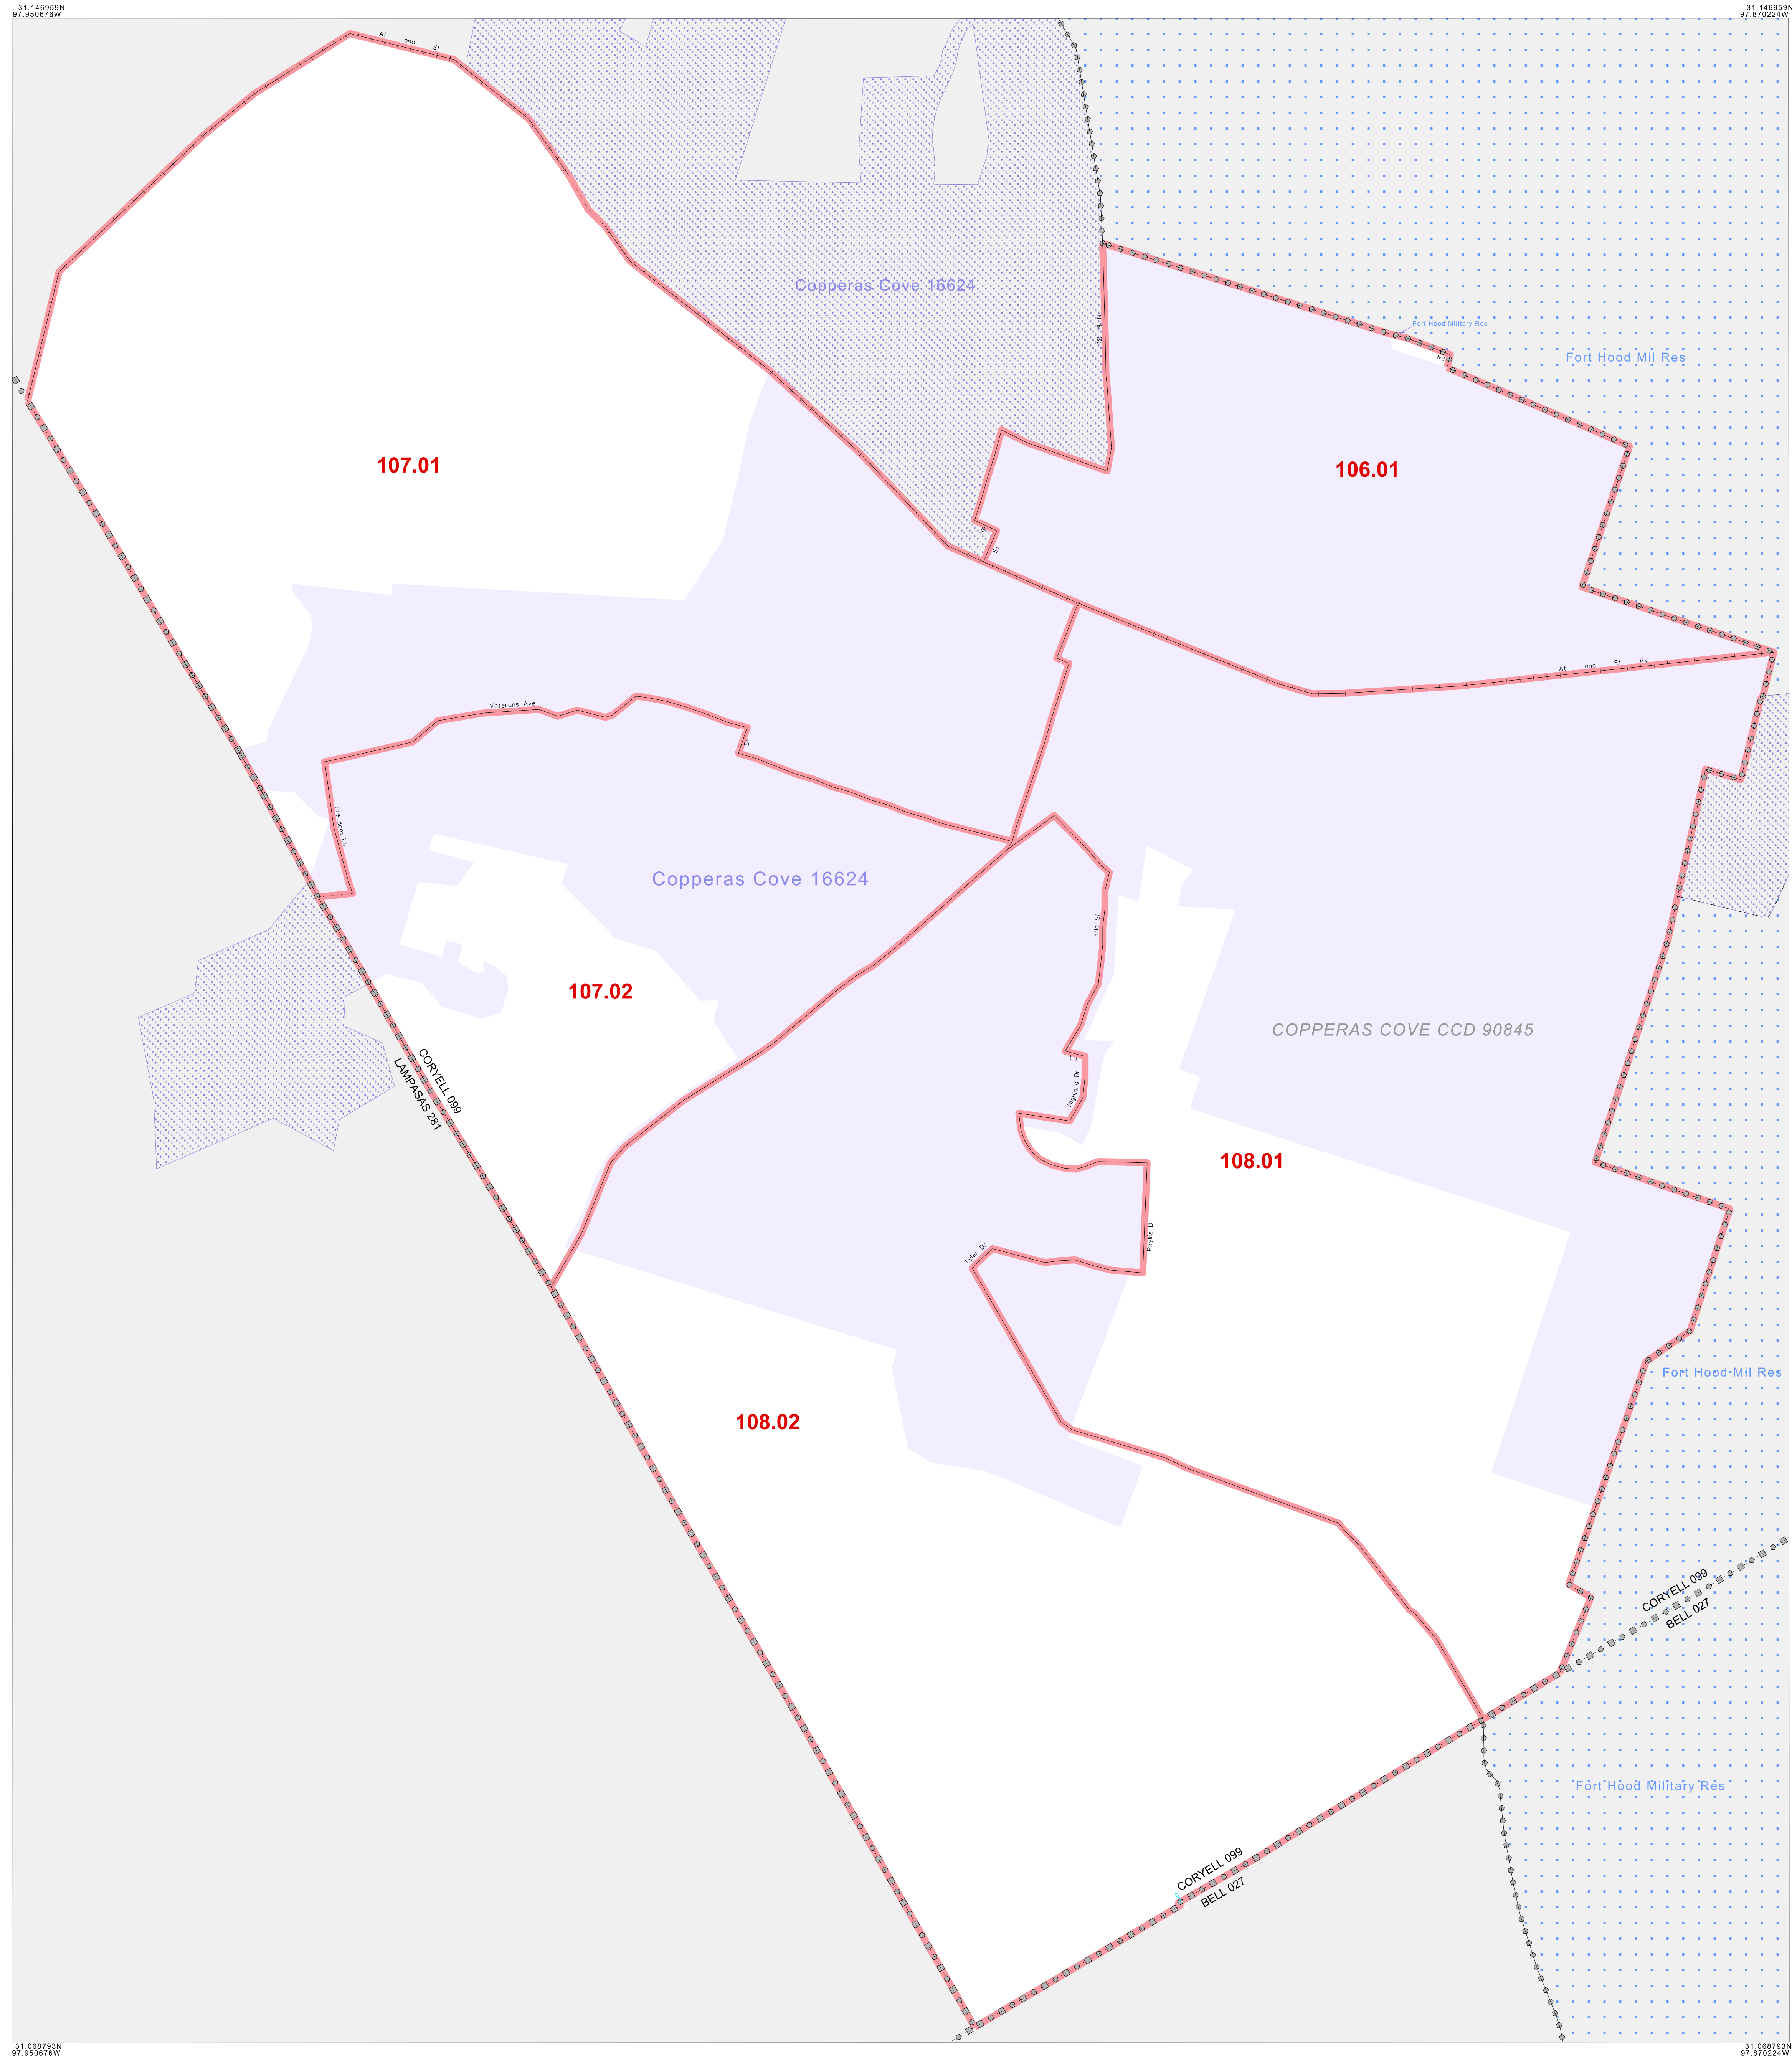 31.146959N
97.950676W
31.146959N
97.870224W
At and Sf
Copperas Cove 16624
N 1st St
Fort Hood Military Res
Fort Hood Mil Res
107.01
106.01
B
St
At and Sf Ry
Veterans Ave
St
Freedom Ln
Copperas Cove 16624
Little St
107.02
COPPERAS COVE CCD 90845
Ln
Highland Dr
CORYELL 099
LAMPASAS 281
108.01
Phyllis Dr
Tyler Dr
Fort Hood Mil Res
108.02
CORYELL 099
BELL 027
Fort Hood Military Res
CORYELL 099
BELL 027
31.068793N
97.950676W
31.068793N
97.870224W